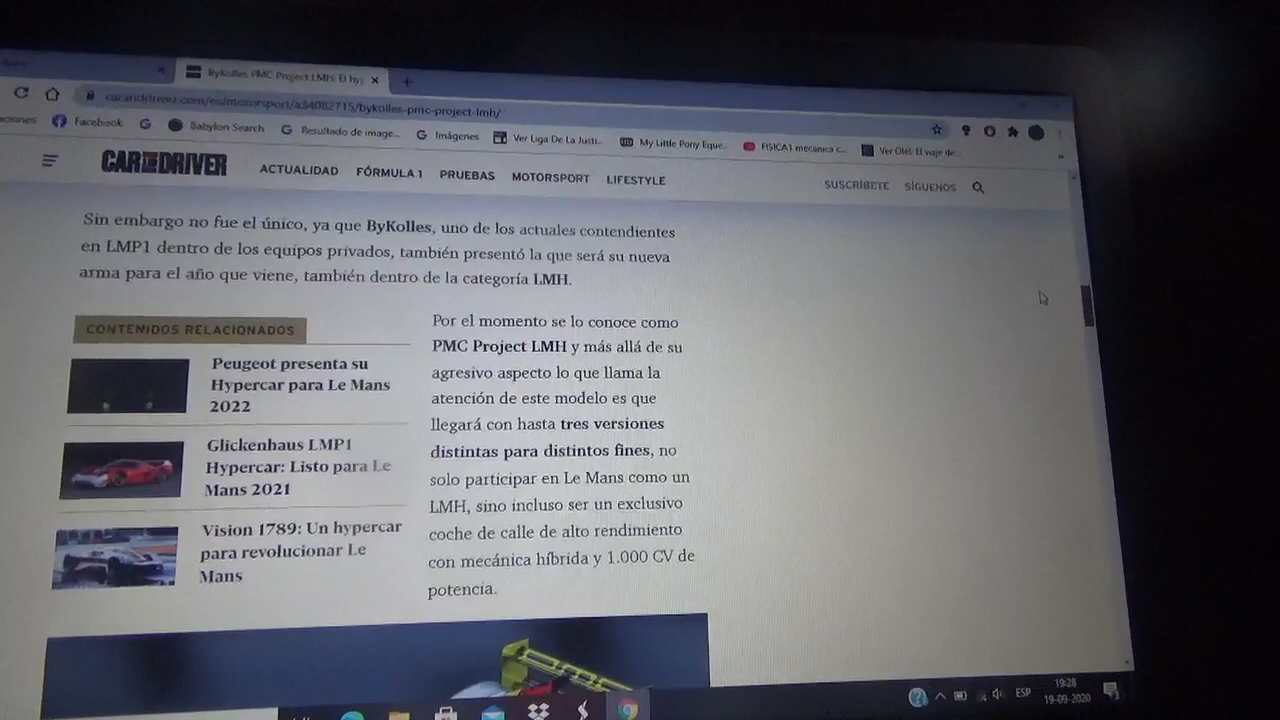 ByKolles PMC Project LMH: El hy
carandriver.com/es/motorsport/a34082715/bykolles-pmc-project-lmh/
Facebook
Babylon Search
Resultado de image...
Imágenes
Ver Liga De La Justi...
My Little Pony Eque...
FISICA1 mecanica c...
Ver Olé!: El viaje de...
CAR AND DRIVER
ACTUALIDAD FÓRMULA 1 PRUEBAS MOTORSPORT LIFESTYLE
SUSCRÍBETE SÍGUENOS
Sin embargo no fue el único, ya que ByKolles, uno de los actuales contendientes
en LMP1 dentro de los equipos privados, también presentó la que será su nueva
arma para el año que viene, también dentro de la categoría LMH.
CONTENIDOS RELACIONADOS
Peugeot presenta su
Hypercar para Le Mans
2022
Glickenhaus LMP1
Hypercar: Listo para Le
Mans 2021
Vision 1789: Un hypercar
para revolucionar Le
Mans
Por el momento se lo conoce como
PMC Project LMH y más allá de su
agresivo aspecto lo que llama la
atención de este modelo es que
llegará con hasta tres versiones
distintas para distintos fines, no
solo participar en Le Mans como un
LMH, sino incluso ser un exclusivo
coche de calle de alto rendimiento
con mecánica híbrida y 1.000 CV de
potencia.
ESP
19:28
19-09-2020